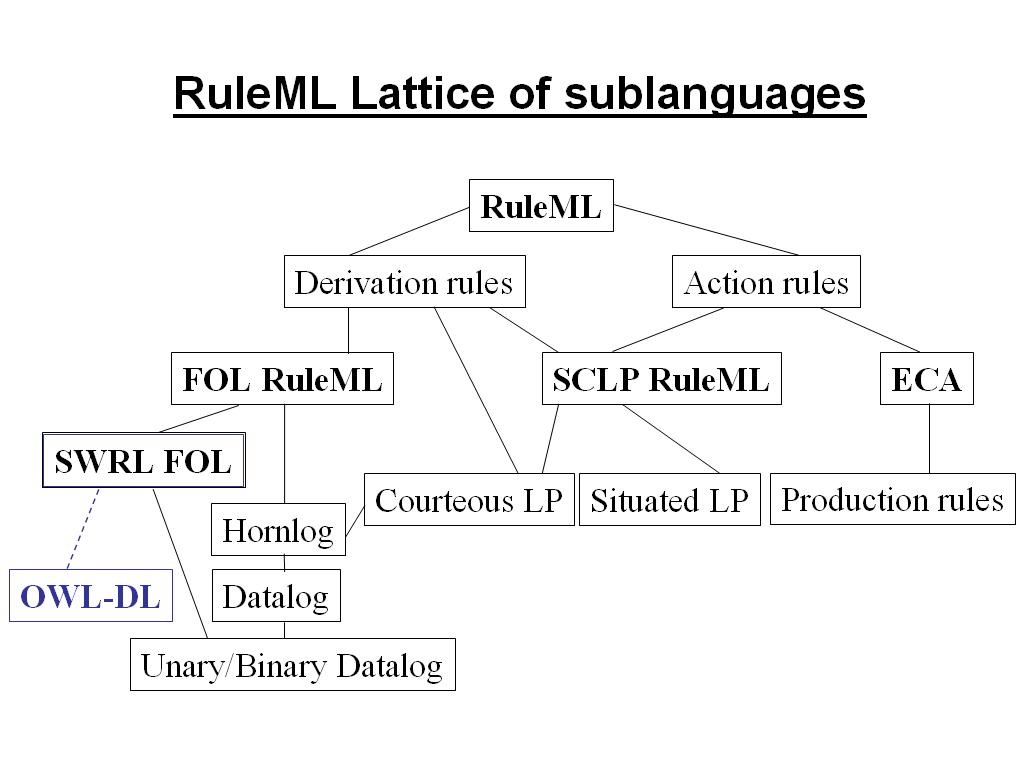 RuleML Lattice of sublanguages
RuleML
Derivation rules
Action rules
FOL RuleML
SCLP RuleML
ECA
SWRL FOL
Courteous LP
Situated LP
Production rules
Hornlog
OWL-DL
Datalog
Unary/Binary Datalog